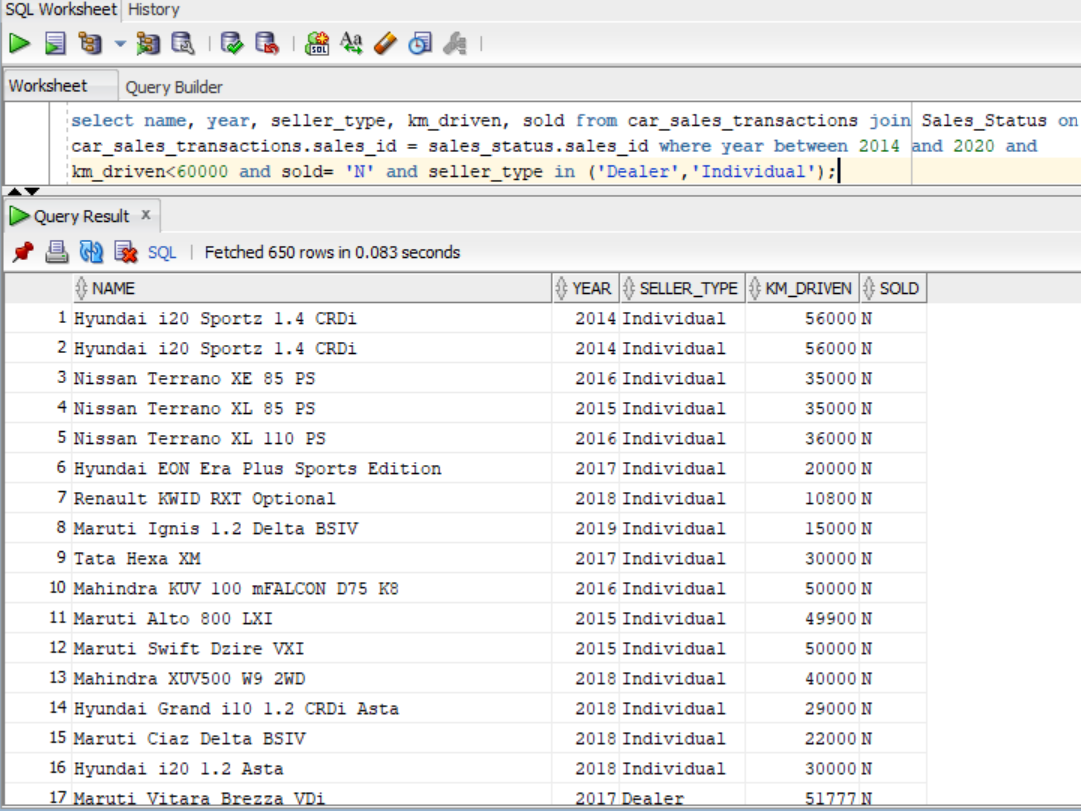 SQL Worksheet History
Worksheet Query Builder
select name, year, seller_type, km_driven, sold from car_sales_transactions join Sales_Status on
car_sales_transactions.sales_id = sales_status.sales_id where year between 2014 and 2020 and
km_driven<60000 and sold= 'N' and seller_type in ('Dealer','Individual');
Query Result x
SQL | Fetched 650 rows in 0.083 seconds
NAME YEAR SELLER_TYPE KM_DRIVEN SOLD
1 Hyundai i20 Sportz 1.4 CRDi 2014 Individual 56000 N
2 Hyundai i20 Sportz 1.4 CRDi 2014 Individual 56000 N
3 Nissan Terrano XE 85 PS 2016 Individual 35000 N
4 Nissan Terrano XL 85 PS 2015 Individual 35000 N
5 Nissan Terrano XL 110 PS 2016 Individual 36000 N
6 Hyundai EON Era Plus Sports Edition 2017 Individual 20000 N
7 Renault KWID RXT Optional 2018 Individual 10800 N
8 Maruti Ignis 1.2 Delta BSIV 2019 Individual 15000 N
9 Tata Hexa XM 2017 Individual 30000 N
10 Mahindra KUV 100 mFALCON D75 K8 2016 Individual 50000 N
11 Maruti Alto 800 LXI 2015 Individual 49900 N
12 Maruti Swift Dzire VXI 2015 Individual 50000 N
13 Mahindra XUV500 W9 2WD 2018 Individual 40000 N
14 Hyundai Grand i10 1.2 CRDi Asta 2018 Individual 29000 N
15 Maruti Ciaz Delta BSIV 2018 Individual 22000 N
16 Hyundai i20 1.2 Asta 2018 Individual 30000 N
17 Maruti Vitara Brezza VDi 2017 Dealer 51777 N